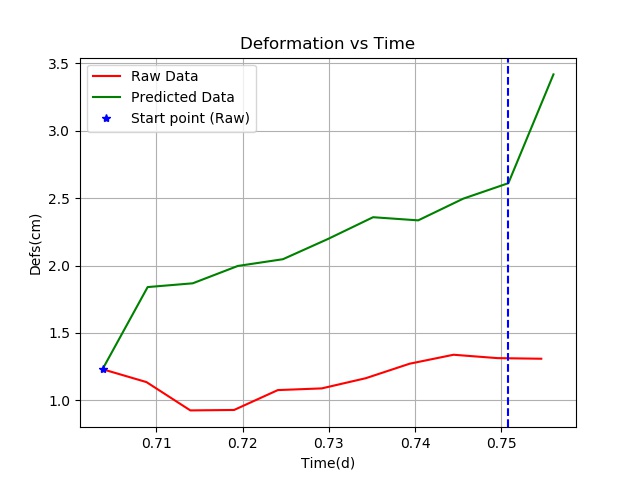 Deformation vs Time
3.5
3.0
2.5
2.0
1.5
1.0
Defs(cm)
Raw Data
Predicted Data
Start point (Raw)
0.71 0.72 0.73 0.74 0.75
Time(d)